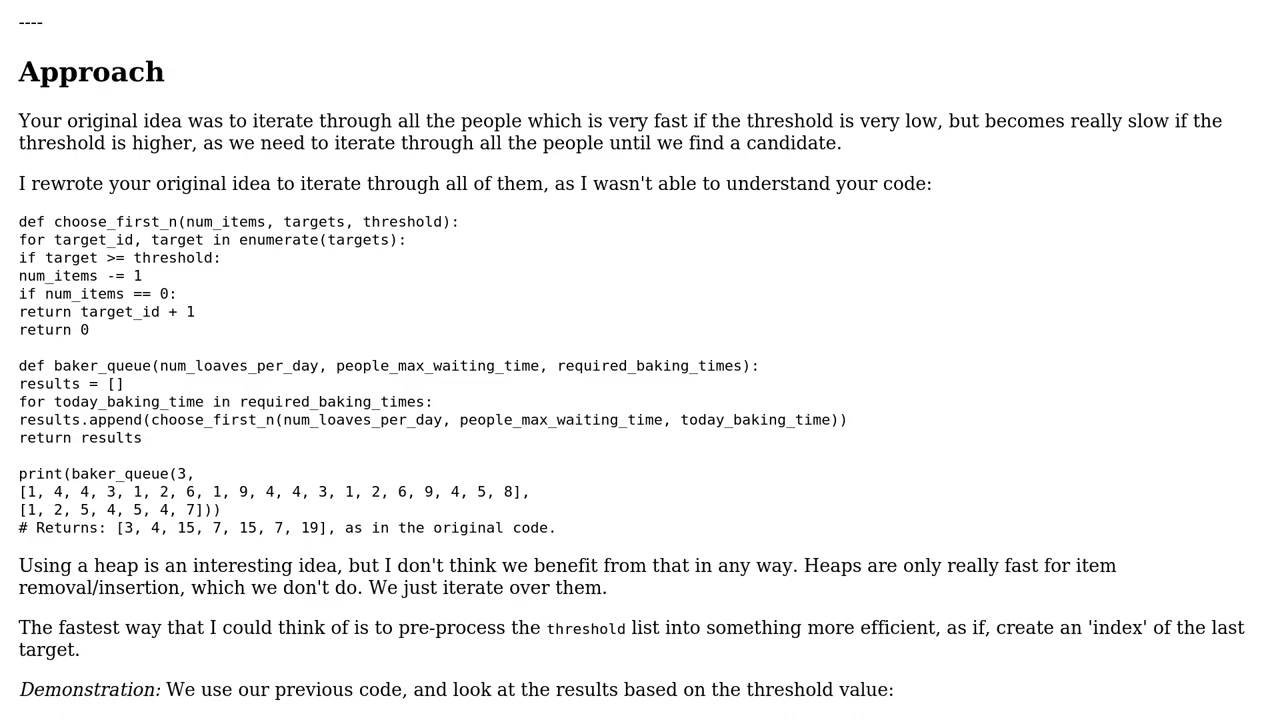 ----
Approach
Your original idea was to iterate through all the people which is very fast if the threshold is very low, but becomes really slow if the
threshold is higher, as we need to iterate through all the people until we find a candidate.
I rewrote your original idea to iterate through all of them, as I wasn't able to understand your code:
def choose_first_n(num_items, targets, threshold):
for target_id, target in enumerate(targets):
if target >= threshold:
num_items -= 1
if num_items == 0:
return target_id + 1
return 0
def baker_queue(num_loaves_per_day, people_max_waiting_time, required_baking_times):
results = []
for today_baking_time in required_baking_times:
results.append(choose_first_n(num_loaves_per_day, people_max_waiting_time, today_baking_time))
return results
print(baker_queue(3,
[1, 4, 4, 3, 1, 2, 6, 1, 9, 4, 4, 3, 1, 2, 6, 9, 4, 5, 8],
[1, 2, 5, 4, 5, 4, 7]))
# Returns: [3, 4, 15, 7, 15, 7, 19], as in the original code.
Using a heap is an interesting idea, but I don't think we benefit from that in any way. Heaps are only really fast for item
removal/insertion, which we don't do. We just iterate over them.
The fastest way that I could think of is to pre-process the threshold list into something more efficient, as if, create an 'index' of the last
target.
Demonstration: We use our previous code, and look at the results based on the threshold value: